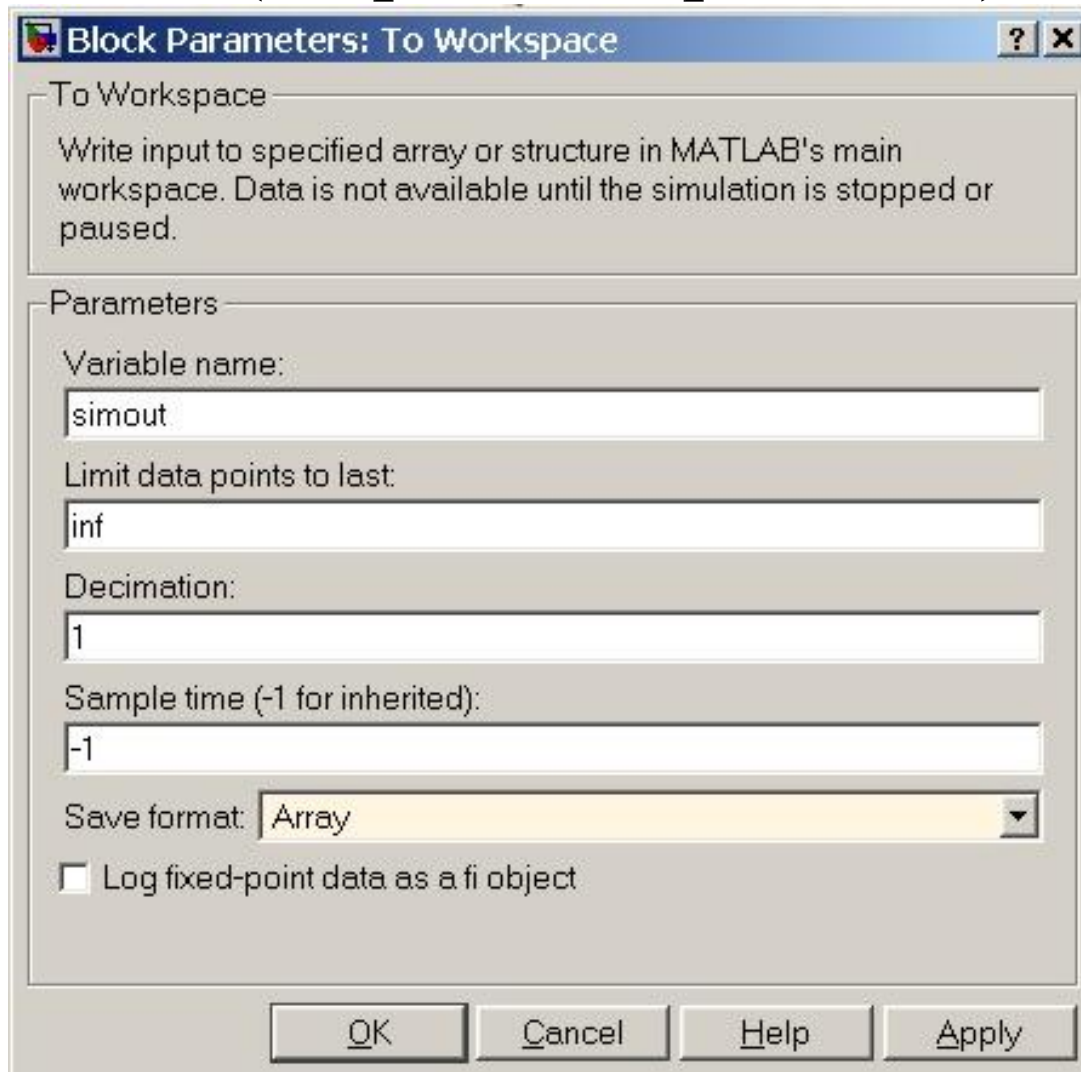 Block Parameters: To Workspace
To Workspace
Write input to specified array or structure in MATLAB's main
workspace. Data is not available until the simulation is stopped or
paused.
Parameters
Variable name:
simout
Limit data points to last:
inf
Decimation:
1
Sample time (-1 for inherited):
-1
Save format: Array
Log fixed-point data as a fi object
OK Cancel Help Apply